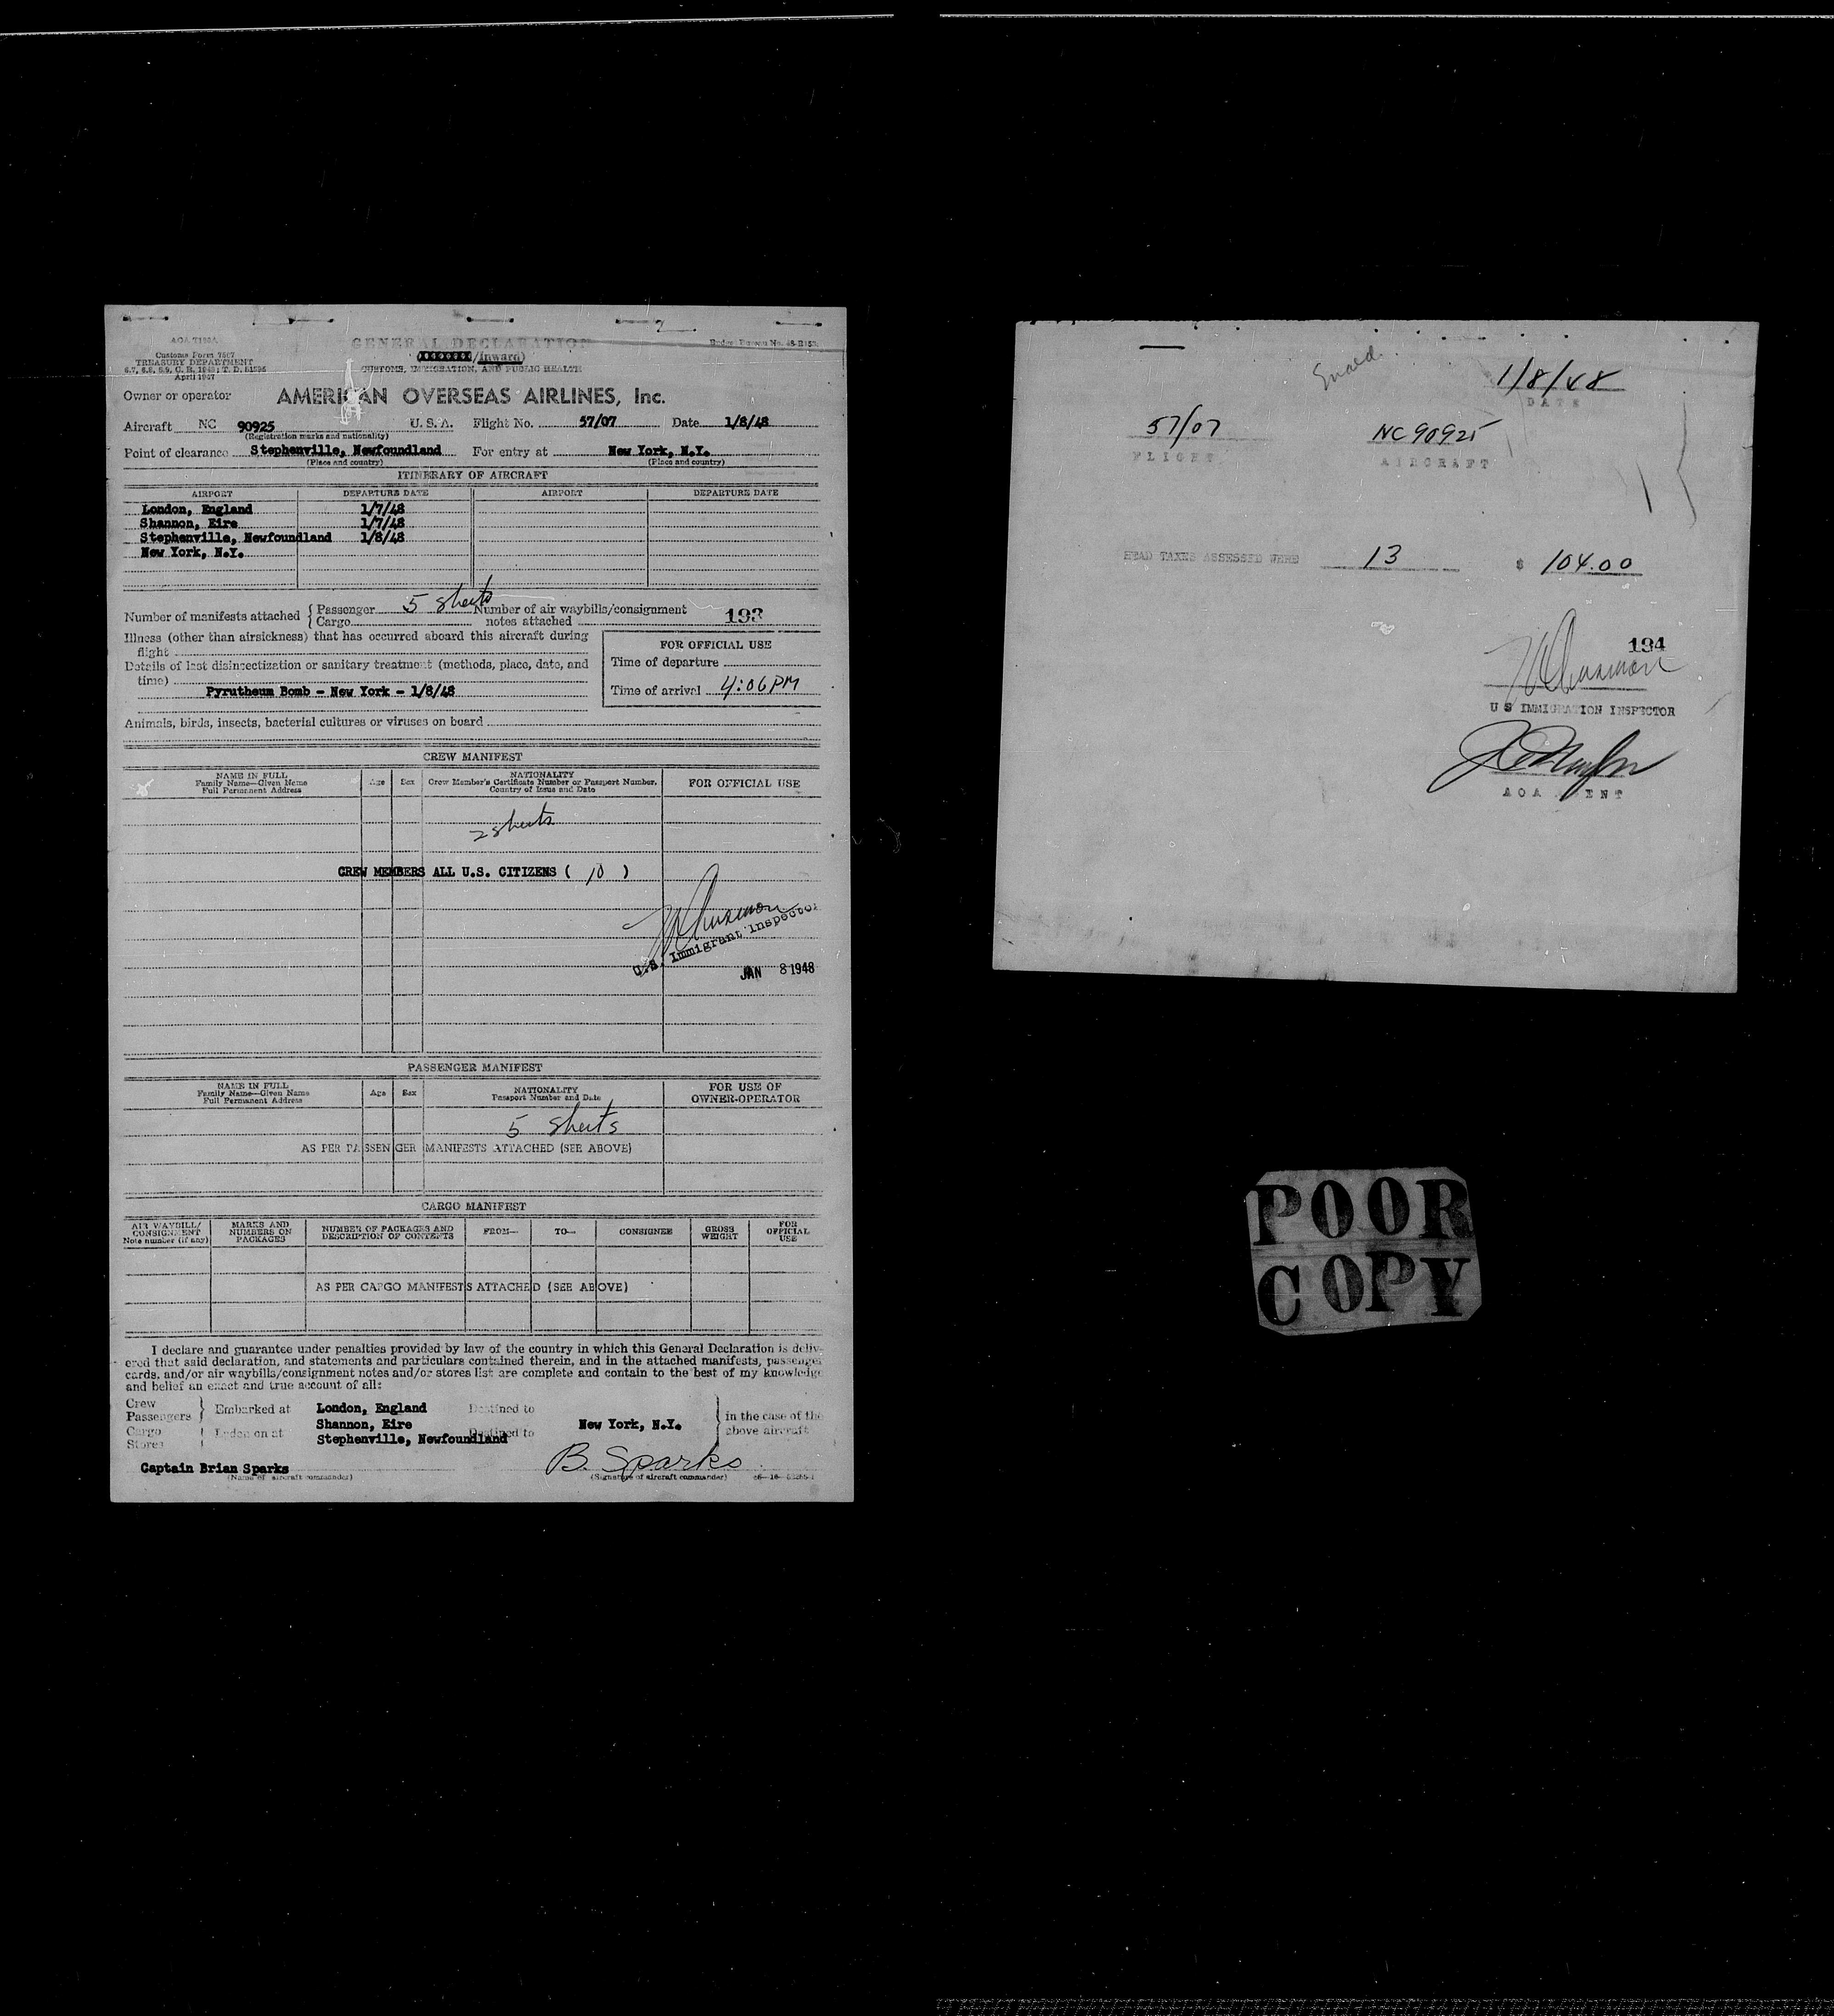 AOA 7190A
Customs Form 7507
TREASURY DEPARTMENT
6.7, 6.8, 6.9, C. R. 1943; T. D. 51596
April 1947
GENERAL DECLARATION
/Inward)
CUSTOMS, IMMIGRATION, AND PUBLIC HEALTH
Budget Bureau No.
Owner or operator AMERICAN OVERSEAS AIRLINES, Inc.
Aircraft NC 90925 U. S. A. Flight No. 57/07 Date 1/8/48
(Registration marks and nationality)
Point of clearance Stephenville, Newfoundland For entry at New York, N.Y.
(Place and country) (Place and country)
ITINERARY OF AIRCRAFT
AIRPORT DEPARTURE DATE AIRPORT DEPARTURE DATE
London, England 1/7/48
Shannon, Eire 1/7/48
Stephenville, Newfoundland 1/8/48
New York, N.Y.
Number of manifests attached { Passenger 5 sheets Number of air waybills/consignment
Cargo notes attached 193
Illness (other than airsickness) that has occurred aboard this aircraft during
flight
Details of last disinsectization or sanitary treatment (methods, place, date, and
time)
Pyrutheum Bomb - New York - 1/8/48
FOR OFFICIAL USE
Time of departure
Time of arrival 4:06 PM
Animals, birds, insects, bacterial cultures or viruses on board
CREW MANIFEST
NAME IN FULL
Family Name—Given Name
Full Permanent Address
Age Sex
NATIONALITY
Crew Member's Certificate Number or Passport Number,
Country of Issue and Date
FOR OFFICIAL USE
2 sheets
CREW MEMBERS ALL U.S. CITIZENS ( 10 )
U.S. Immigrant Inspector
JAN 8 1948
PASSENGER MANIFEST
NAME IN FULL
Family Name—Given Name
Full Permanent Address
Age Sex
NATIONALITY
Passport Number and Date
FOR USE OF
OWNER-OPERATOR
5 sheets
AS PER PASSENGER MANIFESTS ATTACHED (SEE ABOVE)
CARGO MANIFEST
AIR WAYBILL/
CONSIGNMENT
Note number (if any)
MARKS AND
NUMBERS ON
PACKAGES
NUMBER OF PACKAGES AND
DESCRIPTION OF CONTENTS
FROM— TO— CONSIGNEE
GROSS
WEIGHT
FOR
OFFICIAL
USE
AS PER CARGO MANIFESTS ATTACHED (SEE ABOVE)
I declare and guarantee under penalties provided by law of the country in which this General Declaration is deliv-
ered that said declaration, and statements and particulars contained therein, and in the attached manifests, passenger
cards, and/or air waybills/consignment notes and/or stores list are complete and contain to the best of my knowledge
and belief an exact and true account of all:
Crew
Passengers } Embarked at
Cargo
Stores Laden on at
London, England
Shannon, Eire
Stephenville, Newfoundland
Destined to
Destined to
New York, N.Y.
in the case of the
above aircraft
Captain Brian Sparks B. Sparks
(Name of aircraft commander) (Signature of aircraft commander)
1/8/48
DATE
57/07 NC90925
FLIGHT AIRCRAFT
HEAD TAXES ASSESSED WERE 13 $ 104.00
194
U S IMMIGRATION INSPECTOR
AOA AGENT
POOR
COPY